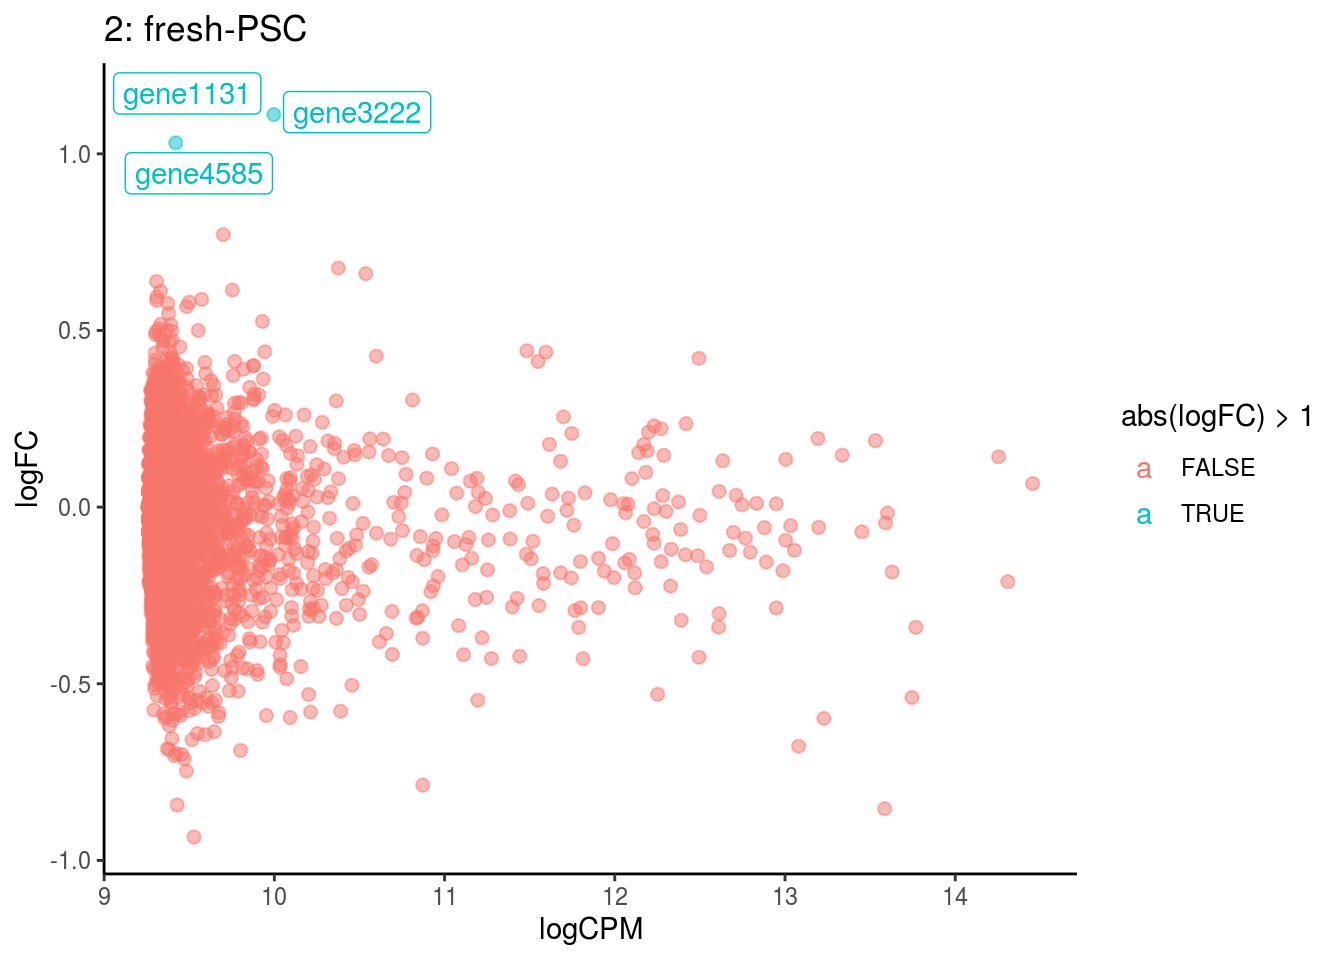 2: fresh-PSC
gene1131
gene3222
gene4585
1.0
0.5
0.0
-0.5
-1.0
logFC
9 10 11 12 13 14
logCPM
abs(logFC) > 1
a FALSE
a TRUE